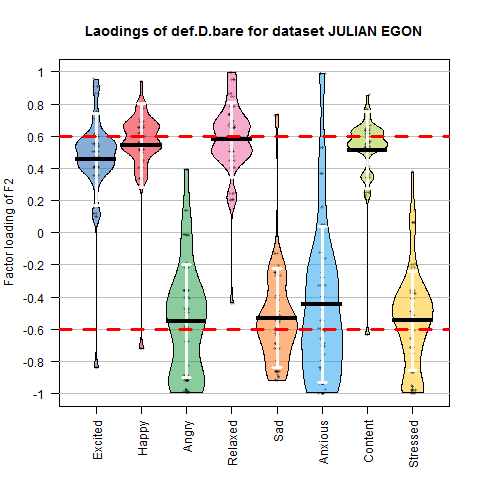 Laodings of def.D.bare for dataset JULIAN EGON
Factor loading of F2
1
0.8
0.6
0.4
0.2
0
-0.2
-0.4
-0.6
-0.8
-1
Excited
Happy
Angry
Relaxed
Sad
Anxious
Content
Stressed